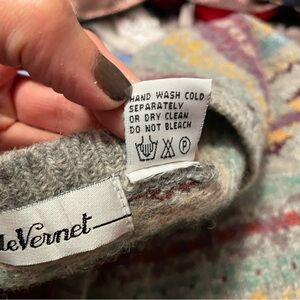 HAND WASH COLD
SEPARATELY
OR DRY CLEAN
DO NOT BLEACH
P
deVernet